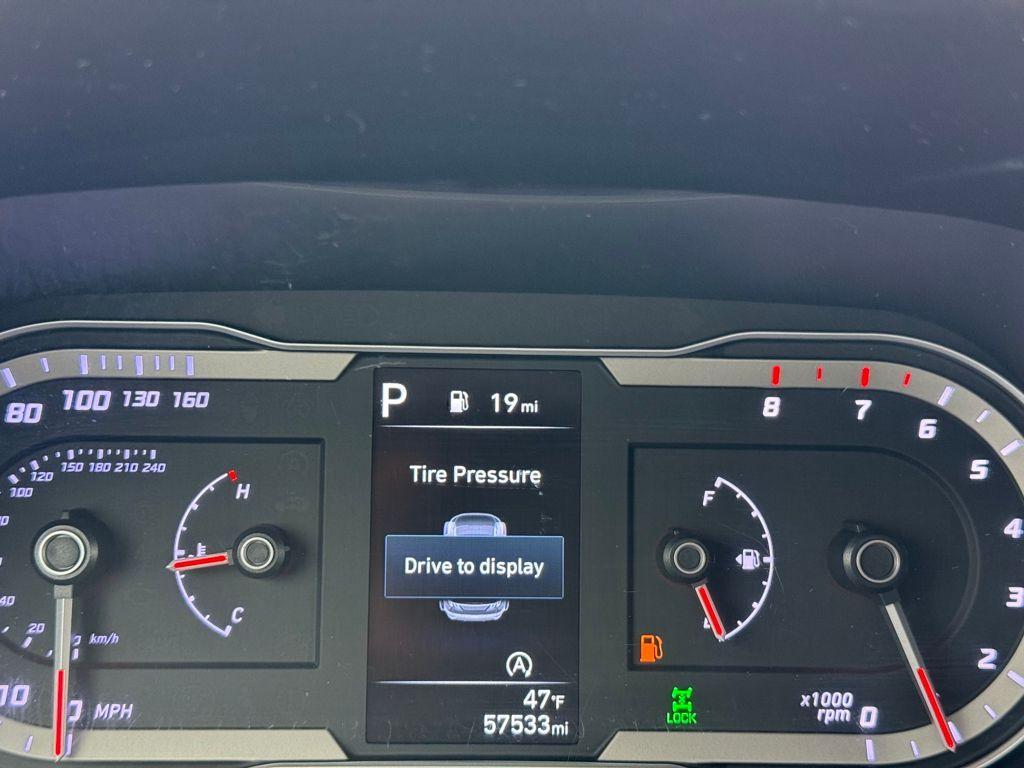 P 19mi
Tire Pressure
Drive to display
A
47°F
57533mi
80 100 130 160
100 120 150 180 210 240
20
km/h
MPH
H
C
F
8
7
6
5
4
3
2
0
x1000
rpm
LOCK